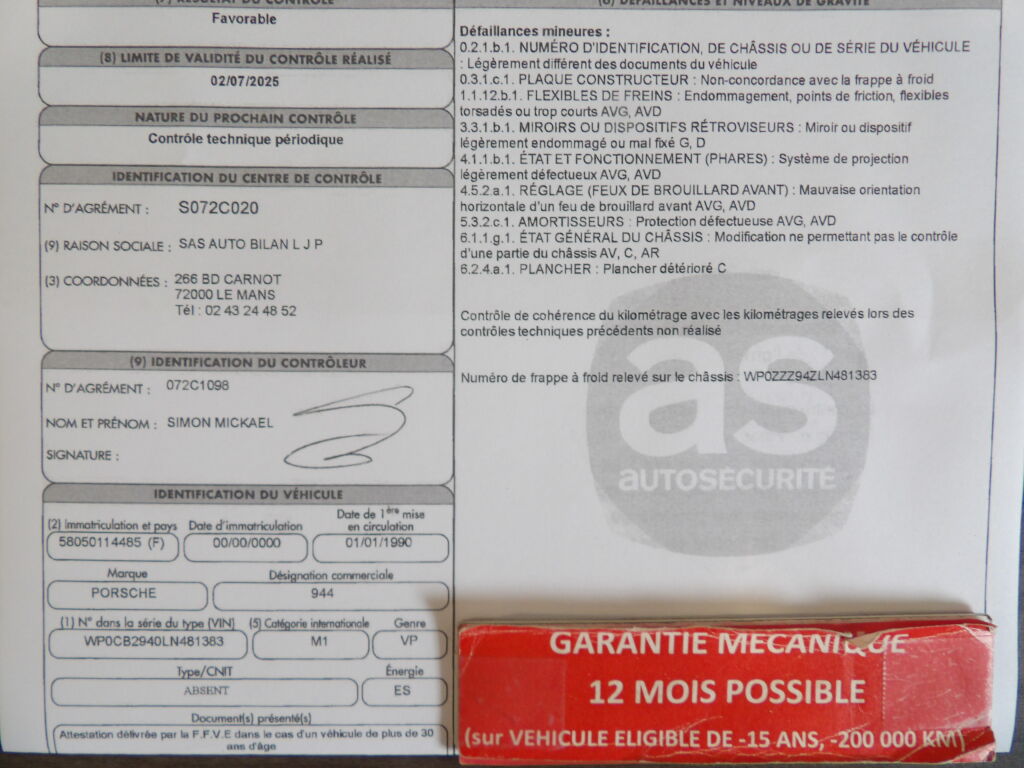 (7) RÉSULTAT DU CONTRÔLE
Favorable
(8) LIMITE DE VALIDITÉ DU CONTRÔLE RÉALISÉ
02/07/2025
NATURE DU PROCHAIN CONTRÔLE
Contrôle technique périodique
IDENTIFICATION DU CENTRE DE CONTRÔLE
N° D'AGRÉMENT : S072C020
(9) RAISON SOCIALE : SAS AUTO BILAN L J P
(3) COORDONNÉES : 266 BD CARNOT
72000 LE MANS
Tél : 02 43 24 48 52
(9) IDENTIFICATION DU CONTRÔLEUR
N° D'AGRÉMENT : 072C1098
NOM ET PRÉNOM : SIMON MICKAEL
SIGNATURE :
IDENTIFICATION DU VÉHICULE
(2) Immatriculation et pays
58050114485 (F)
Date d'immatriculation
00/00/0000
Date de 1ère mise
en circulation
01/01/1990
Marque
PORSCHE
Désignation commerciale
944
(1) N° dans la série du type (VIN)
WP0CB2940LN481383
(5) Catégorie internationale
M1
Genre
VP
Type/CNIT
ABSENT
Énergie
ES
Document(s) présenté(s)
Attestation délivrée par la F.F.V.E dans le cas d'un véhicule de plus de 30
ans d'âge
(6) DÉFAILLANCES ET NIVEAUX DE GRAVITÉ
Défaillances mineures :
0.2.1.b.1. NUMÉRO D'IDENTIFICATION, DE CHÂSSIS OU DE SÉRIE DU VÉHICULE
: Légèrement différent des documents du véhicule
0.3.1.c.1. PLAQUE CONSTRUCTEUR : Non-concordance avec la frappe à froid
1.1.12.b.1. FLEXIBLES DE FREINS : Endommagement, points de friction, flexibles
torsadés ou trop courts AVG, AVD
3.3.1.b.1. MIROIRS OU DISPOSITIFS RÉTROVISEURS : Miroir ou dispositif
légèrement endommagé ou mal fixé G, D
4.1.1.b.1. ÉTAT ET FONCTIONNEMENT (PHARES) : Système de projection
légèrement défectueux AVG, AVD
4.5.2.a.1. RÉGLAGE (FEUX DE BROUILLARD AVANT) : Mauvaise orientation
horizontale d'un feu de brouillard avant AVG, AVD
5.3.2.c.1. AMORTISSEURS : Protection défectueuse AVG, AVD
6.1.1.g.1. ÉTAT GÉNÉRAL DU CHÂSSIS : Modification ne permettant pas le contrôle
d'une partie du châssis AV, C, AR
6.2.4.a.1. PLANCHER : Plancher détérioré C
Contrôle de cohérence du kilométrage avec les kilométrages relevés lors des
contrôles techniques précédents non réalisé
Numéro de frappe à froid relevé sur le châssis : WP0ZZZ94ZLN481383
as
AUTOSÉCURITÉ
GARANTIE MECANIQUE
12 MOIS POSSIBLE
(sur VEHICULE ELIGIBLE DE -15 ANS, -200 000 KM)